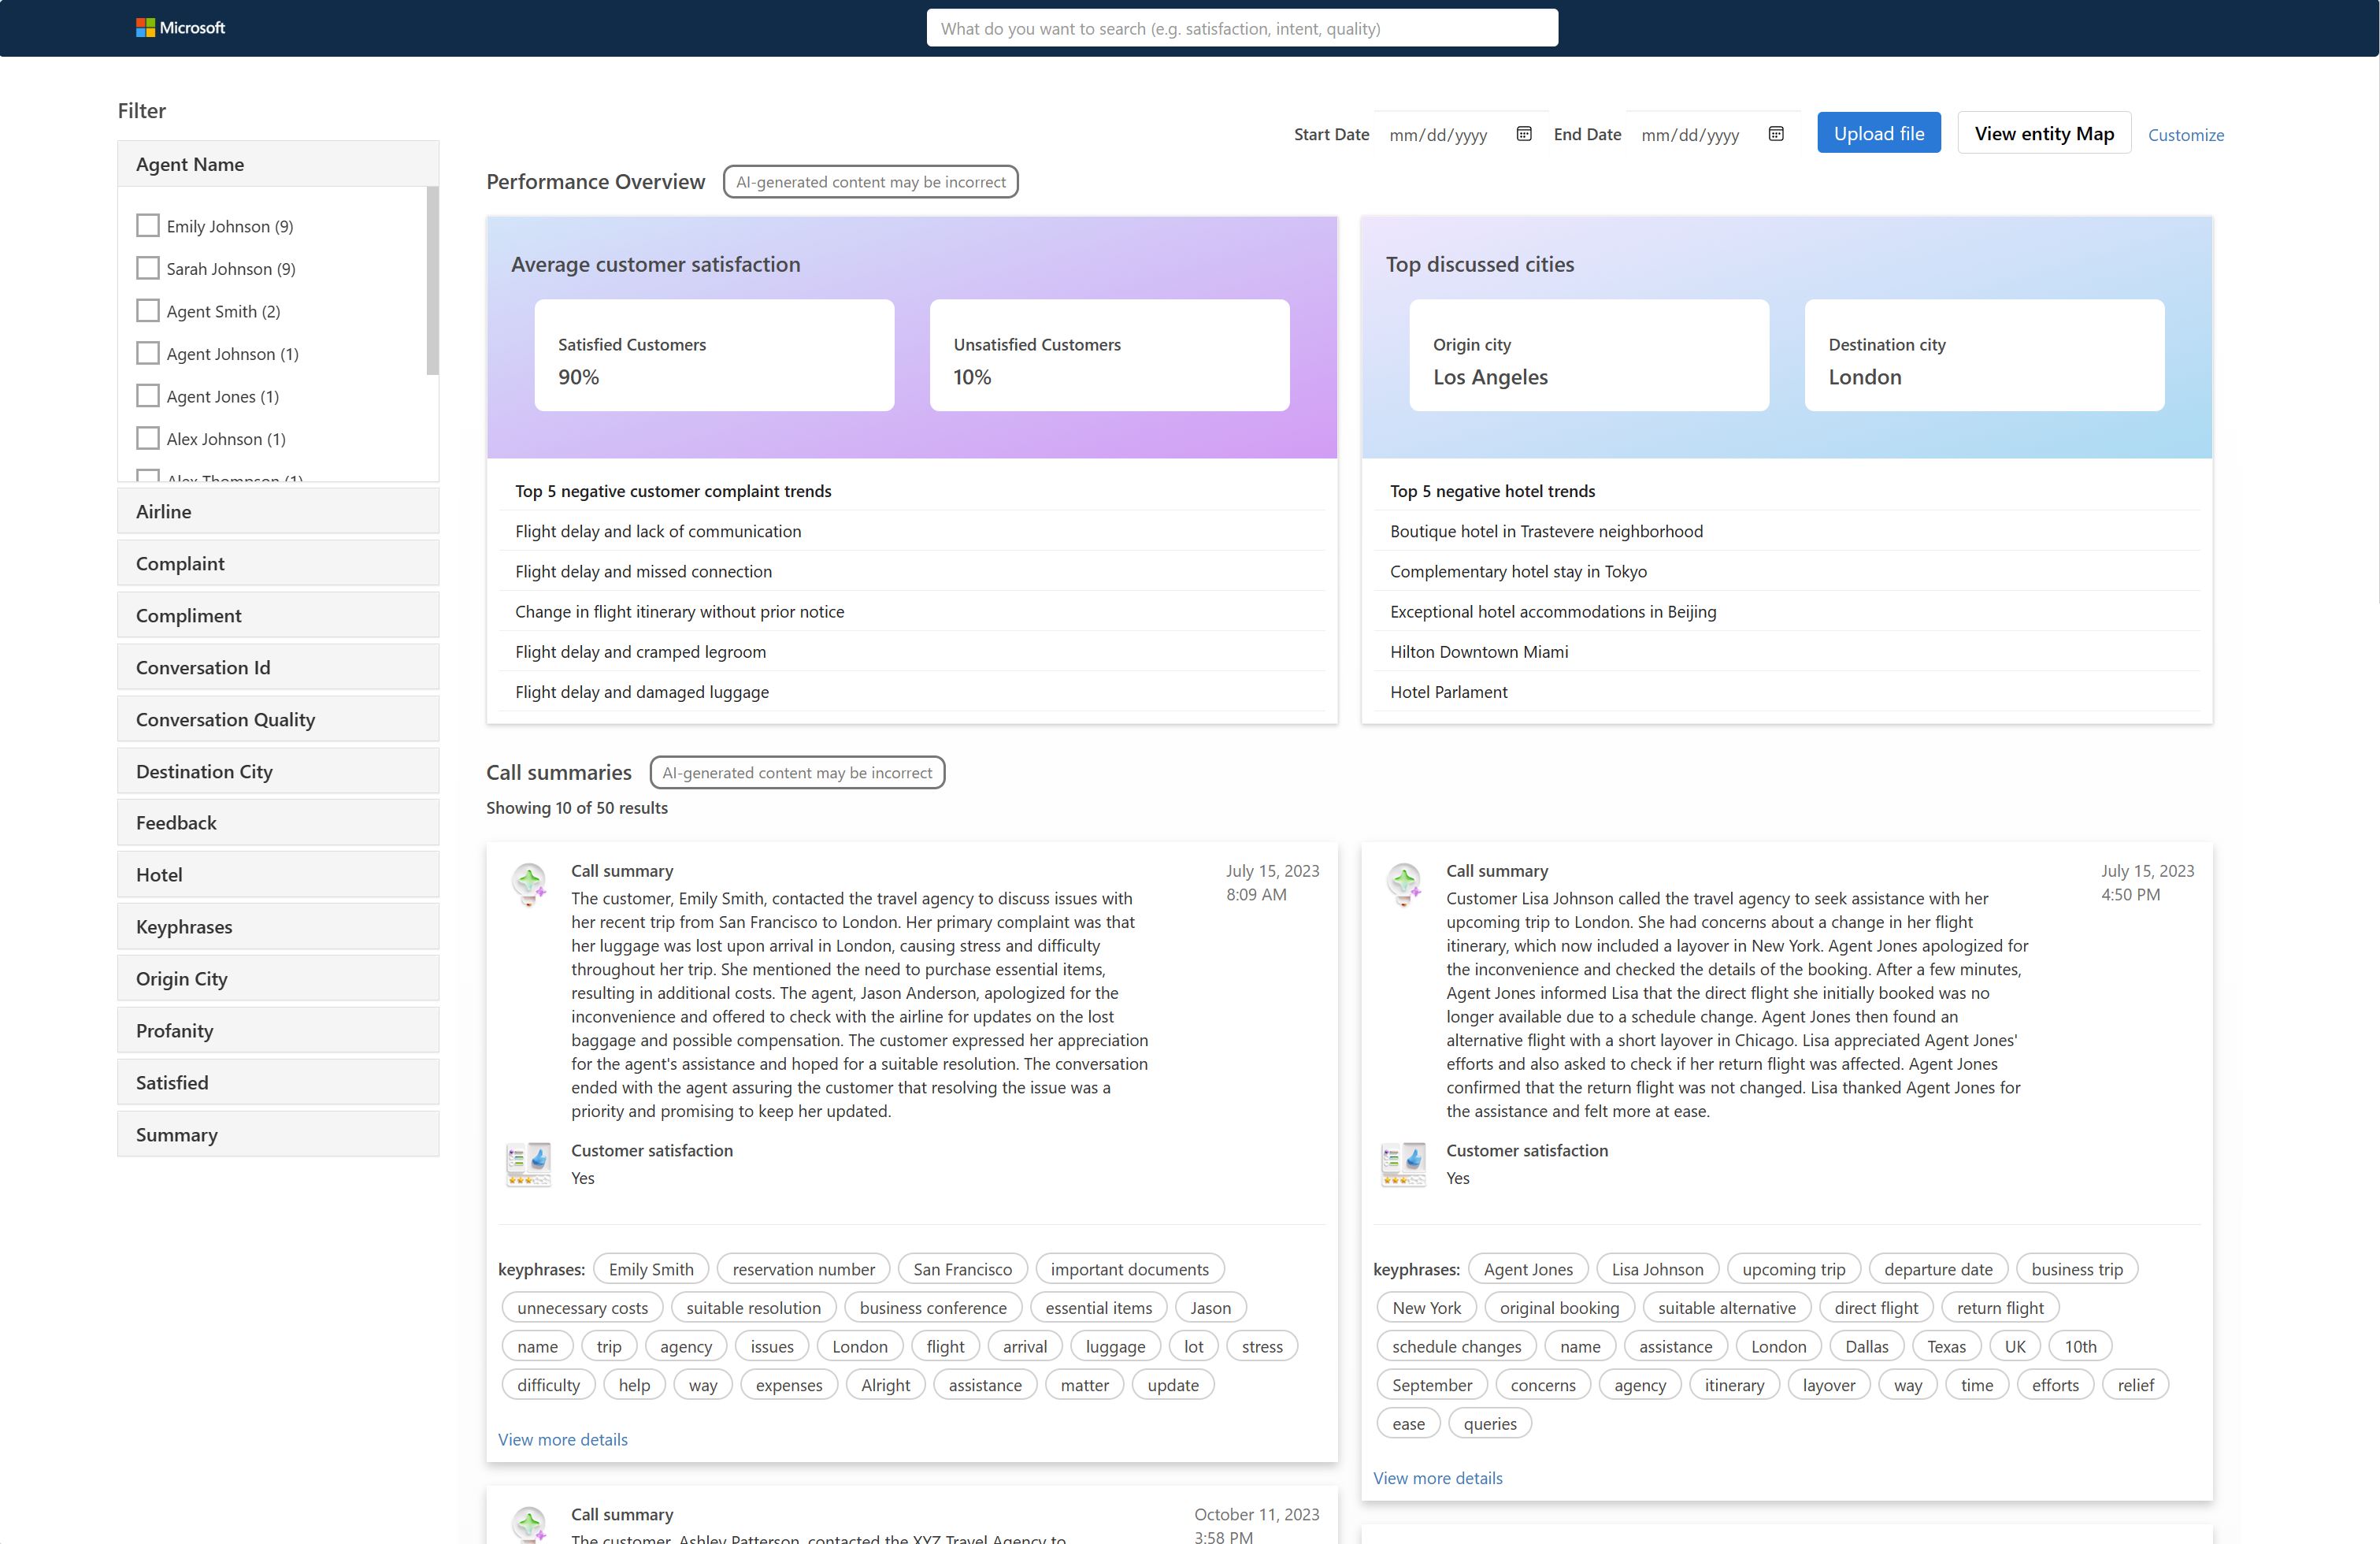 Microsoft
What do you want to search (e.g. satisfaction, intent, quality)
Filter
Agent Name
Emily Johnson (9)
Sarah Johnson (9)
Agent Smith (2)
Agent Johnson (1)
Agent Jones (1)
Alex Johnson (1)
Alex Thompson (1)
Airline
Complaint
Compliment
Conversation Id
Conversation Quality
Destination City
Feedback
Hotel
Keyphrases
Origin City
Profanity
Satisfied
Summary
Start Date mm/dd/yyyy End Date mm/dd/yyyy Upload file View entity Map Customize
Performance Overview AI-generated content may be incorrect
Average customer satisfaction
Satisfied Customers
90%
Unsatisfied Customers
10%
Top 5 negative customer complaint trends
Flight delay and lack of communication
Flight delay and missed connection
Change in flight itinerary without prior notice
Flight delay and cramped legroom
Flight delay and damaged luggage
Top discussed cities
Origin city
Los Angeles
Destination city
London
Top 5 negative hotel trends
Boutique hotel in Trastevere neighborhood
Complementary hotel stay in Tokyo
Exceptional hotel accommodations in Beijing
Hilton Downtown Miami
Hotel Parlament
Call summaries AI-generated content may be incorrect
Showing 10 of 50 results
Call summary
July 15, 2023
8:09 AM
The customer, Emily Smith, contacted the travel agency to discuss issues with
her recent trip from San Francisco to London. Her primary complaint was that
her luggage was lost upon arrival in London, causing stress and difficulty
throughout her trip. She mentioned the need to purchase essential items,
resulting in additional costs. The agent, Jason Anderson, apologized for the
inconvenience and offered to check with the airline for updates on the lost
baggage and possible compensation. The customer expressed her appreciation
for the agent's assistance and hoped for a suitable resolution. The conversation
ended with the agent assuring the customer that resolving the issue was a
priority and promising to keep her updated.
Customer satisfaction
Yes
keyphrases: Emily Smith reservation number San Francisco important documents
unnecessary costs suitable resolution business conference essential items Jason
name trip agency issues London flight arrival luggage lot stress
difficulty help way expenses Alright assistance matter update
View more details
Call summary
July 15, 2023
4:50 PM
Customer Lisa Johnson called the travel agency to seek assistance with her
upcoming trip to London. She had concerns about a change in her flight
itinerary, which now included a layover in New York. Agent Jones apologized for
the inconvenience and checked the details of the booking. After a few minutes,
Agent Jones informed Lisa that the direct flight she initially booked was no
longer available due to a schedule change. Agent Jones then found an
alternative flight with a short layover in Chicago. Lisa appreciated Agent Jones'
efforts and also asked to check if her return flight was affected. Agent Jones
confirmed that the return flight was not changed. Lisa thanked Agent Jones for
the assistance and felt more at ease.
Customer satisfaction
Yes
keyphrases: Agent Jones Lisa Johnson upcoming trip departure date business trip
New York original booking suitable alternative direct flight return flight
schedule changes name assistance London Dallas Texas UK 10th
September concerns agency itinerary layover way time efforts relief
ease queries
View more details
Call summary
October 11, 2023
3:58 PM
The customer, Ashley Patterson, contacted the XYZ Travel Agency to